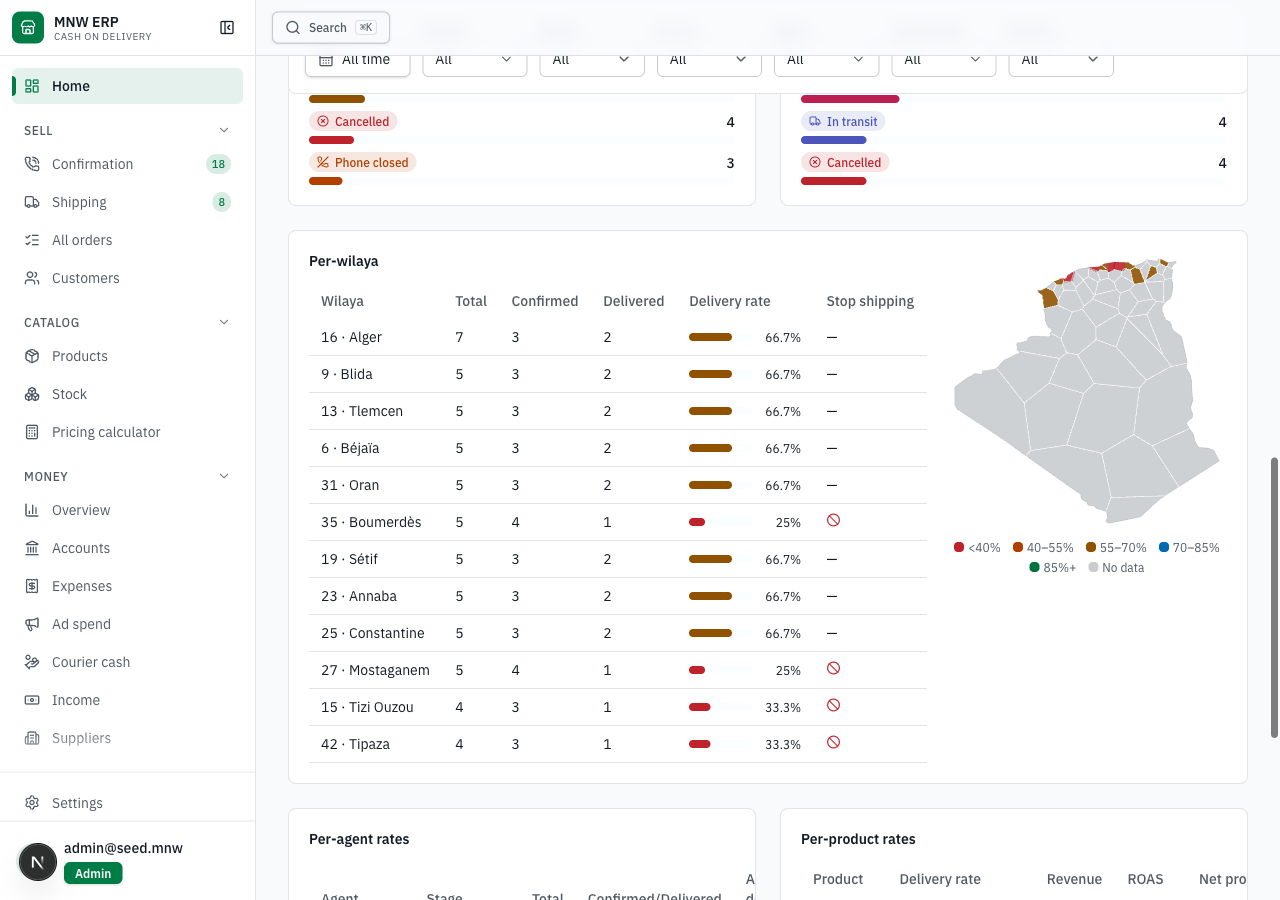 MNW ERP
CASH ON DELIVERY
Search ⌘K
Home
SELL
Confirmation 18
Shipping 8
All orders
Customers
CATALOG
Products
Stock
Pricing calculator
MONEY
Overview
Accounts
Expenses
Ad spend
Courier cash
Income
Suppliers
Settings
admin@seed.mnw
Admin
All time All All All All All All
Cancelled 4
Phone closed 3
In transit 4
Cancelled 4
Per-wilaya
Wilaya Total Confirmed Delivered Delivery rate Stop shipping
16 · Alger 7 3 2 66.7% —
9 · Blida 5 3 2 66.7% —
13 · Tlemcen 5 3 2 66.7% —
6 · Béjaïa 5 3 2 66.7% —
31 · Oran 5 3 2 66.7% —
35 · Boumerdès 5 4 1 25%
19 · Sétif 5 3 2 66.7% —
23 · Annaba 5 3 2 66.7% —
25 · Constantine 5 3 2 66.7% —
27 · Mostaganem 5 4 1 25%
15 · Tizi Ouzou 4 3 1 33.3%
42 · Tipaza 4 3 1 33.3%
<40% 40–55% 55–70% 70–85%
85%+ No data
Per-agent rates
Agent Stage Total Confirmed/Delivered
Per-product rates
Product Delivery rate Revenue ROAS Net pro